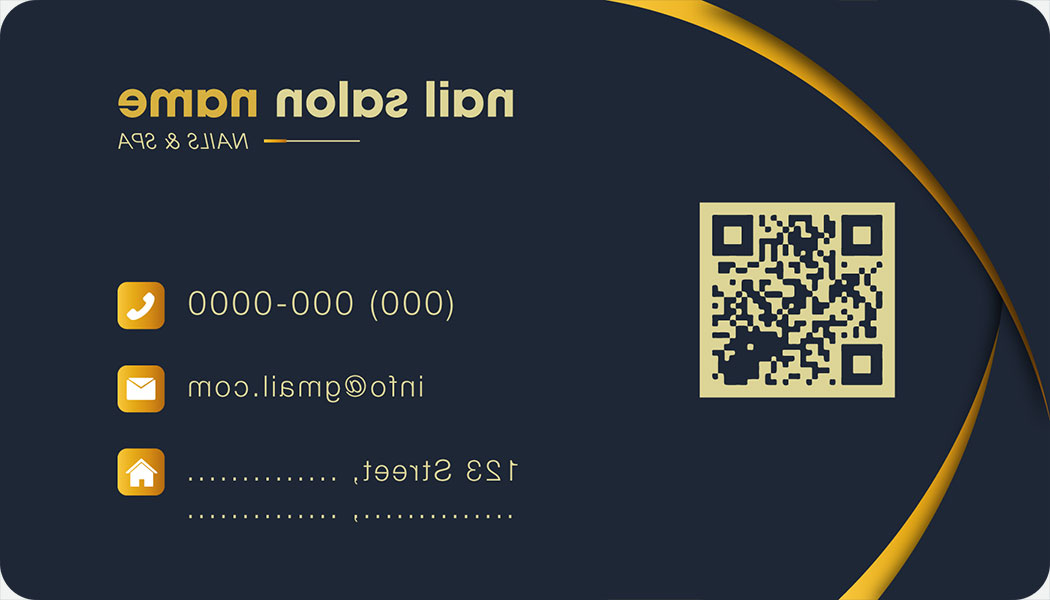 nail salon name
NAILS & SPA
(000) 000-0000
info@gmail.com
123 Street, ..............
..............., ..............